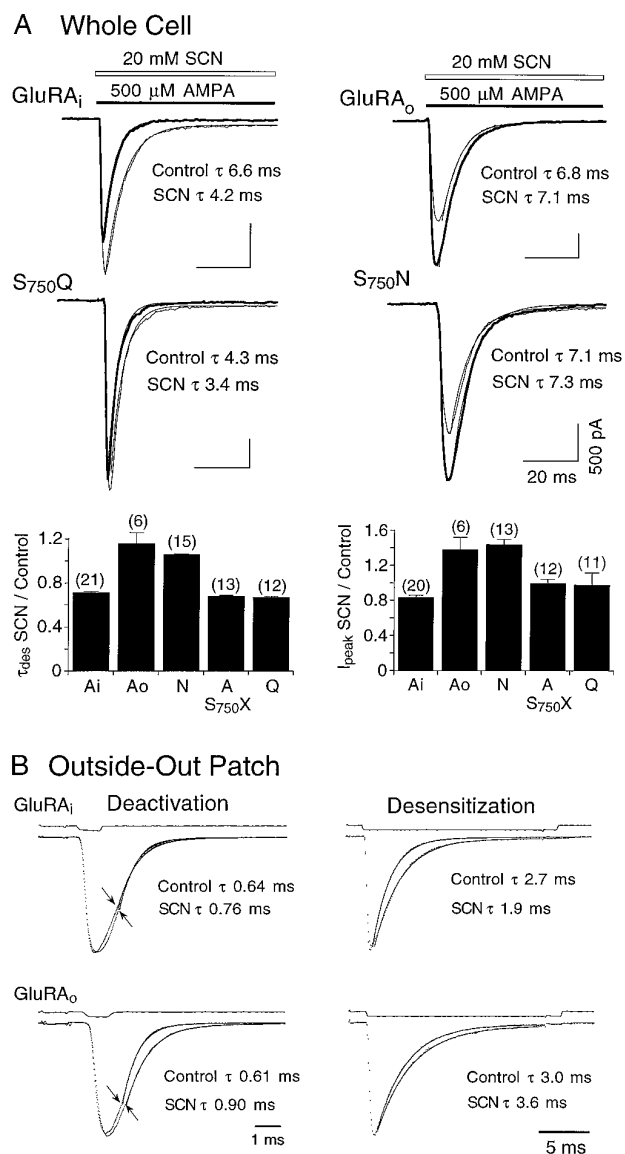 A Whole Cell
20 mM SCN
500 μM AMPA
GluRAi
Control τ 6.6 ms
SCN τ 4.2 ms
20 mM SCN
500 μM AMPA
GluRAo
Control τ 6.8 ms
SCN τ 7.1 ms
S750Q
Control τ 4.3 ms
SCN τ 3.4 ms
S750N
Control τ 7.1 ms
SCN τ 7.3 ms
500 pA
20 ms
τdes SCN / Control
1.2
0.8
0.4
0
(21)
(6)
(15)
(13)
(12)
Ai Ao N A Q
S750X
Ipeak SCN / Control
1.6
1.2
0.8
0.4
0
(20)
(6)
(13)
(12)
(11)
Ai Ao N A Q
S750X
B Outside-Out Patch
GluRAi
Deactivation
Desensitization
Control τ 0.64 ms
SCN τ 0.76 ms
Control τ 2.7 ms
SCN τ 1.9 ms
GluRAo
Control τ 0.61 ms
SCN τ 0.90 ms
1 ms
Control τ 3.0 ms
SCN τ 3.6 ms
5 ms